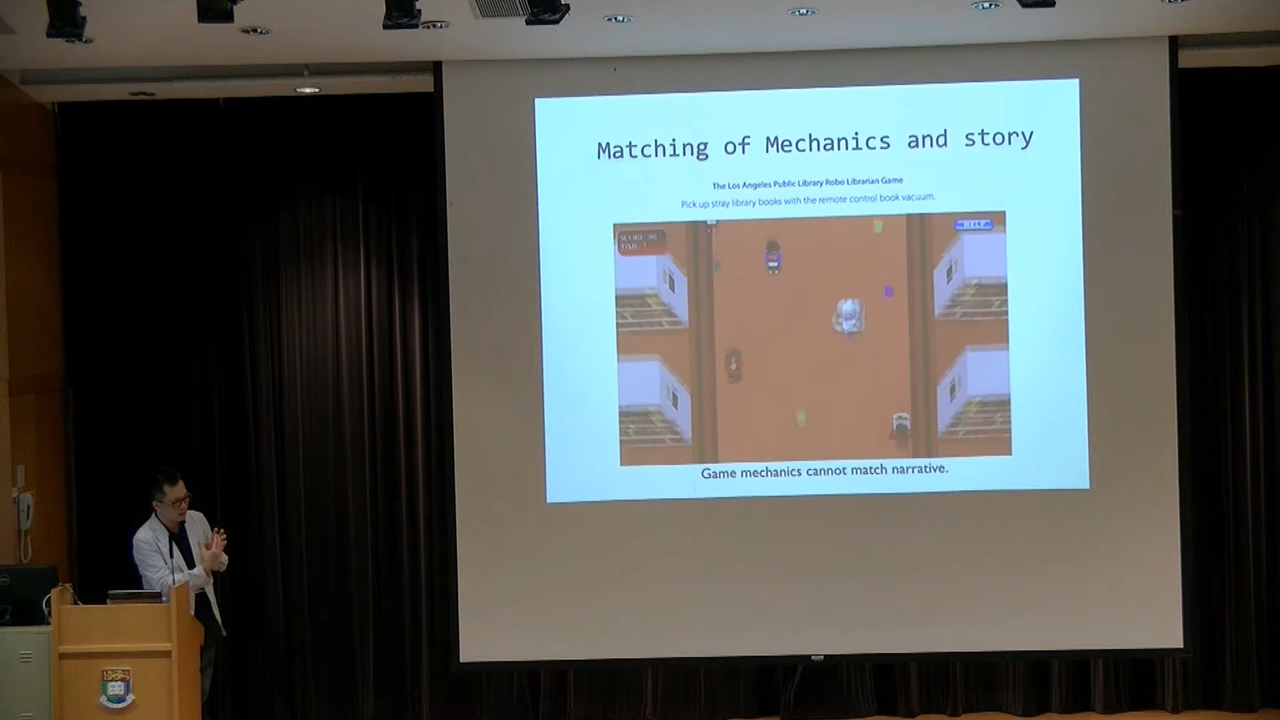 Matching of Mechanics and story
The Los Angeles Public Library Robo Librarian Game
Pick up stray library books with the remote control book vacuum.
HELP
Game mechanics cannot match narrative.